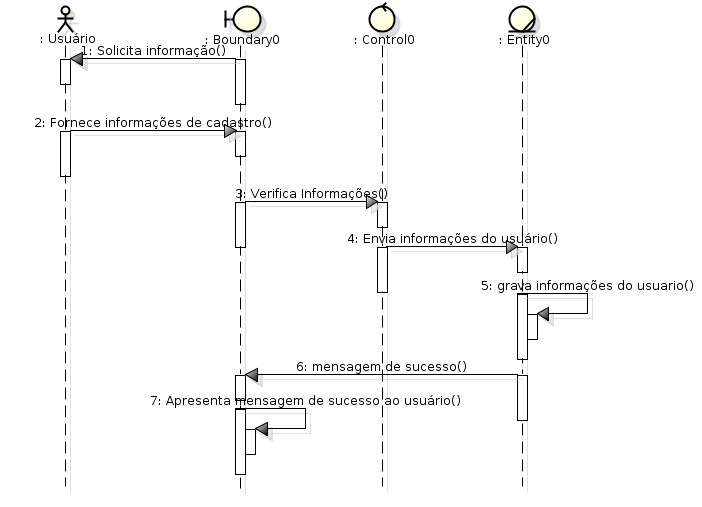 : Usuário
: Boundary0
: Control0
: Entity0
1: Solicita informação()
2: Fornece informações de cadastro()
3: Verifica Informações()
4: Envia informações do usuário()
5: grava informações do usuario()
6: mensagem de sucesso()
7: Apresenta mensagem de sucesso ao usuário()